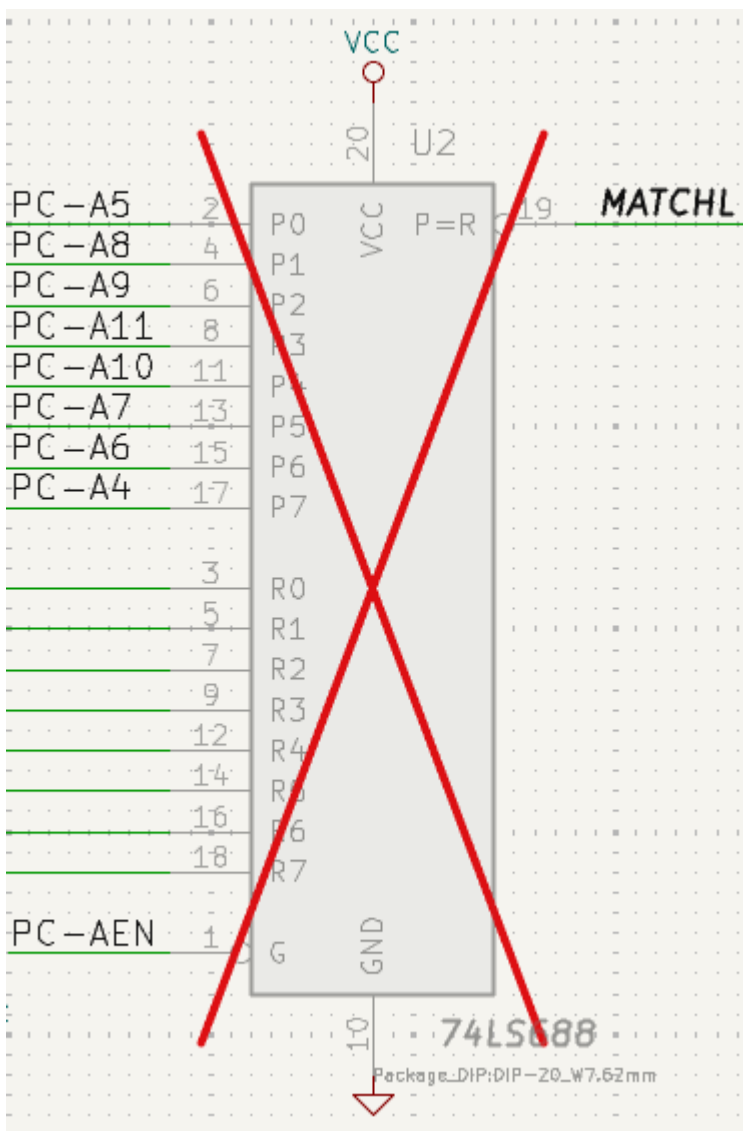 VCC
20 U2
PC-A5 2 P0 VCC P=R 19 MATCHL
PC-A8 4 P1
PC-A9 6 P2
PC-A11 8 P3
PC-A10 11 P4
PC-A7 13 P5
PC-A6 15 P6
PC-A4 17 P7
3 R0
5 R1
7 R2
9 R3
12 R4
14 R5
16 R6
18 R7
PC-AEN 1 G GND
10 74LS688
Package_DIP:DIP-20_W7.62mm